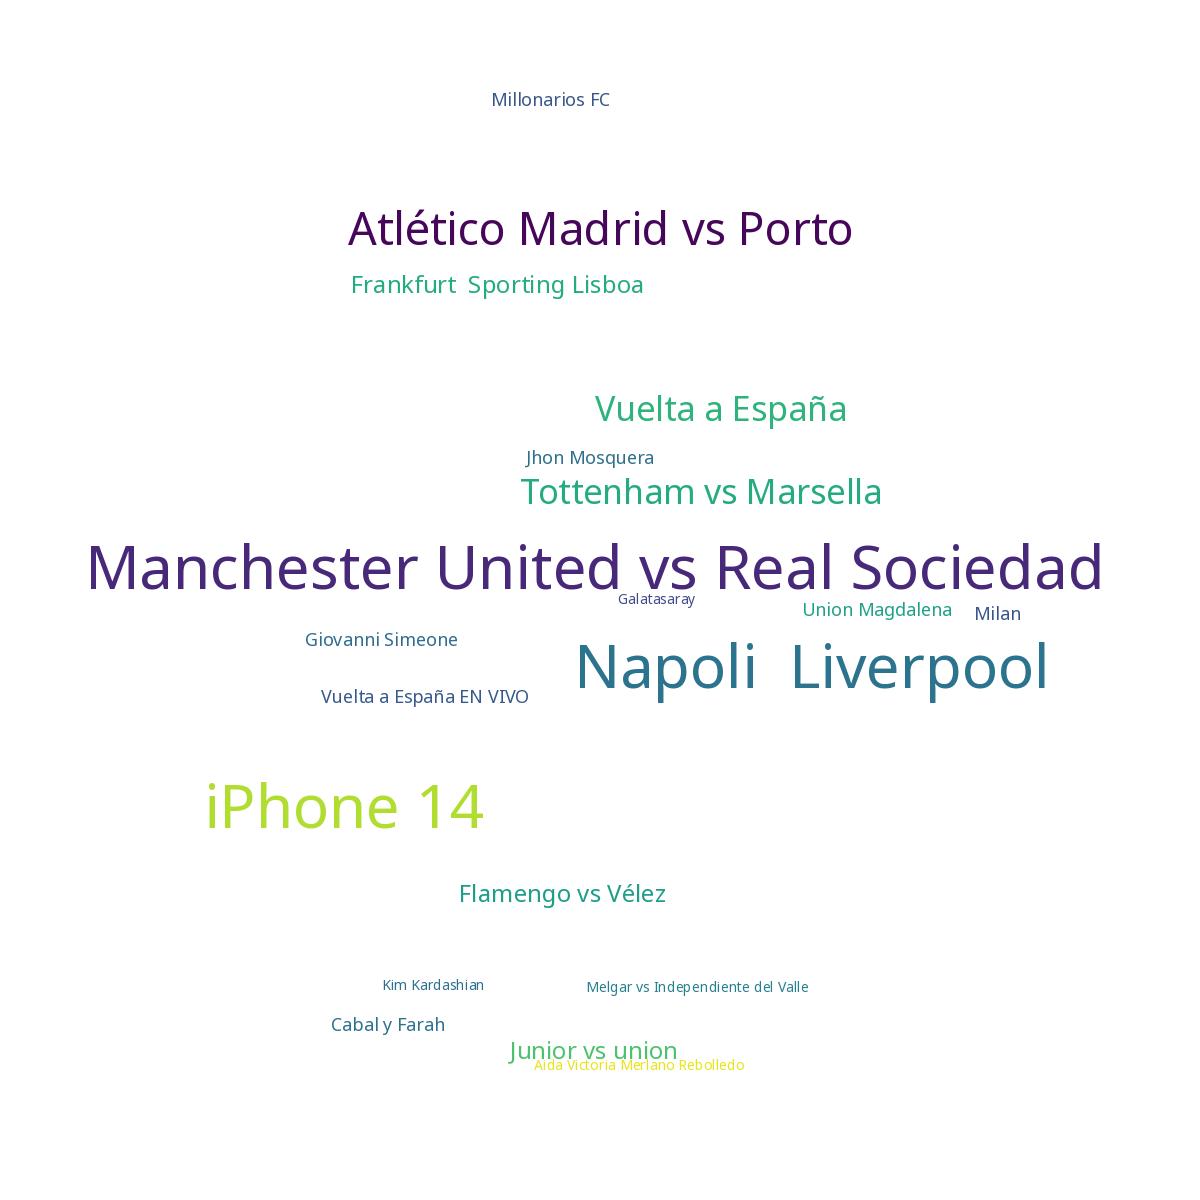 Millonarios FC
Atlético Madrid vs Porto
Frankfurt  Sporting Lisboa
Vuelta a España
Jhon Mosquera
Tottenham vs Marsella
Manchester United vs Real Sociedad
Galatasaray
Union Magdalena
Milan
Giovanni Simeone
Napoli  Liverpool
Vuelta a España EN VIVO
iPhone 14
Flamengo vs Vélez
Kim Kardashian
Melgar vs Independiente del Valle
Cabal y Farah
Junior vs union
Aida Victoria Merlano Rebolledo